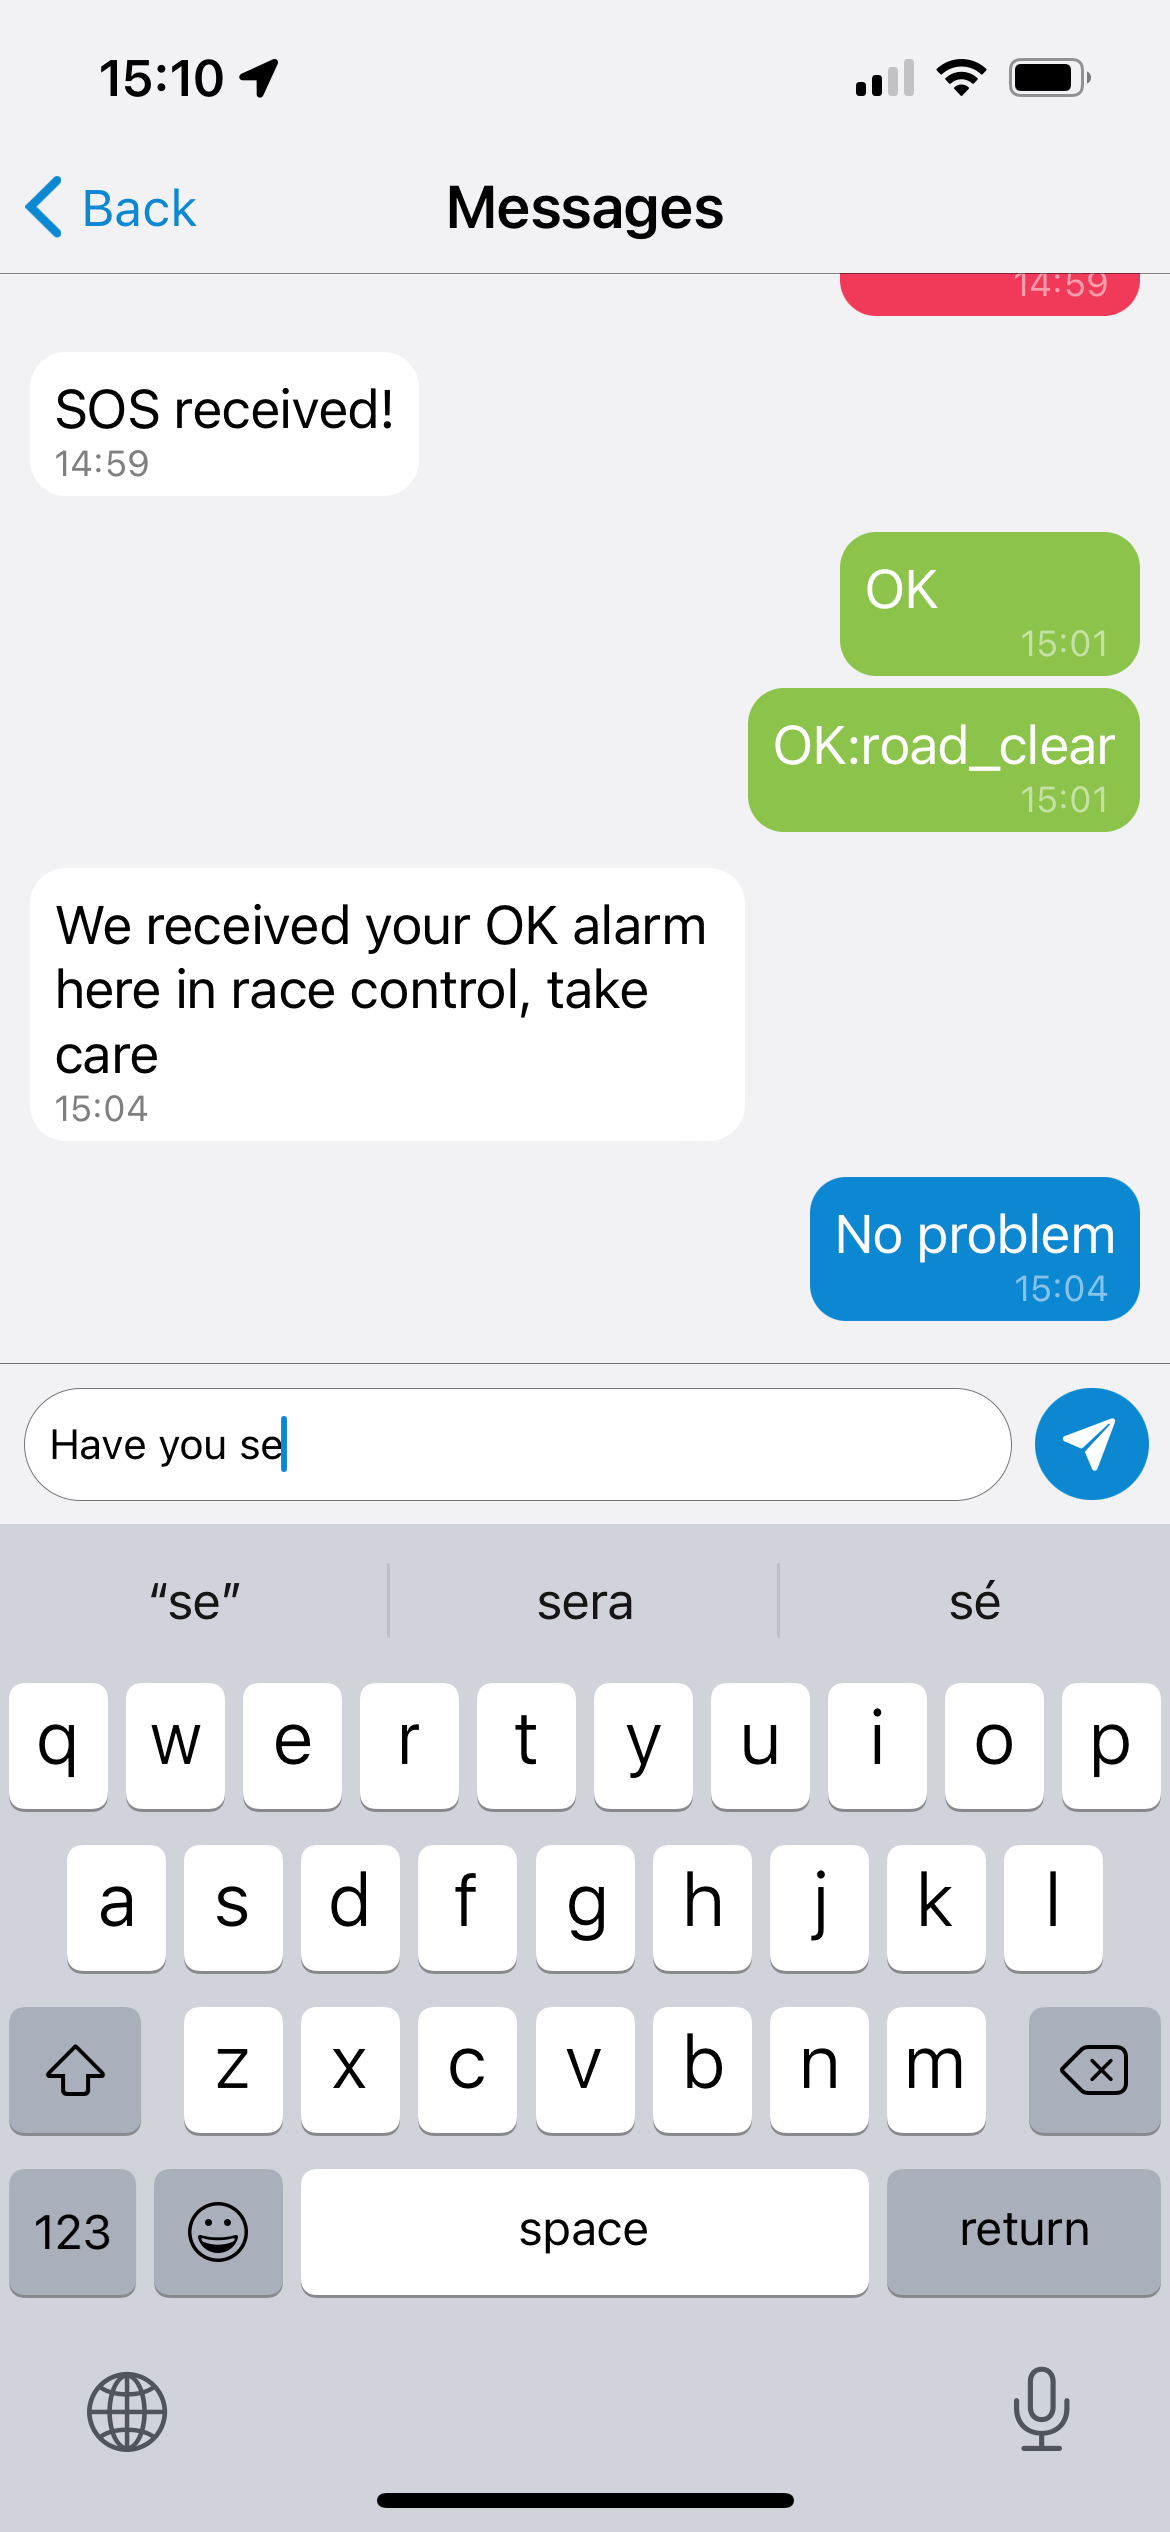 15:10
Back
Messages
14:59
SOS received!
14:59
OK
15:01
OK:road_clear
15:01
We received your OK alarm
here in race control, take
care
15:04
No problem
15:04
Have you se
“se” sera sé
q w e r t y u i o p
a s d f g h j k l
z x c v b n m
123 space return